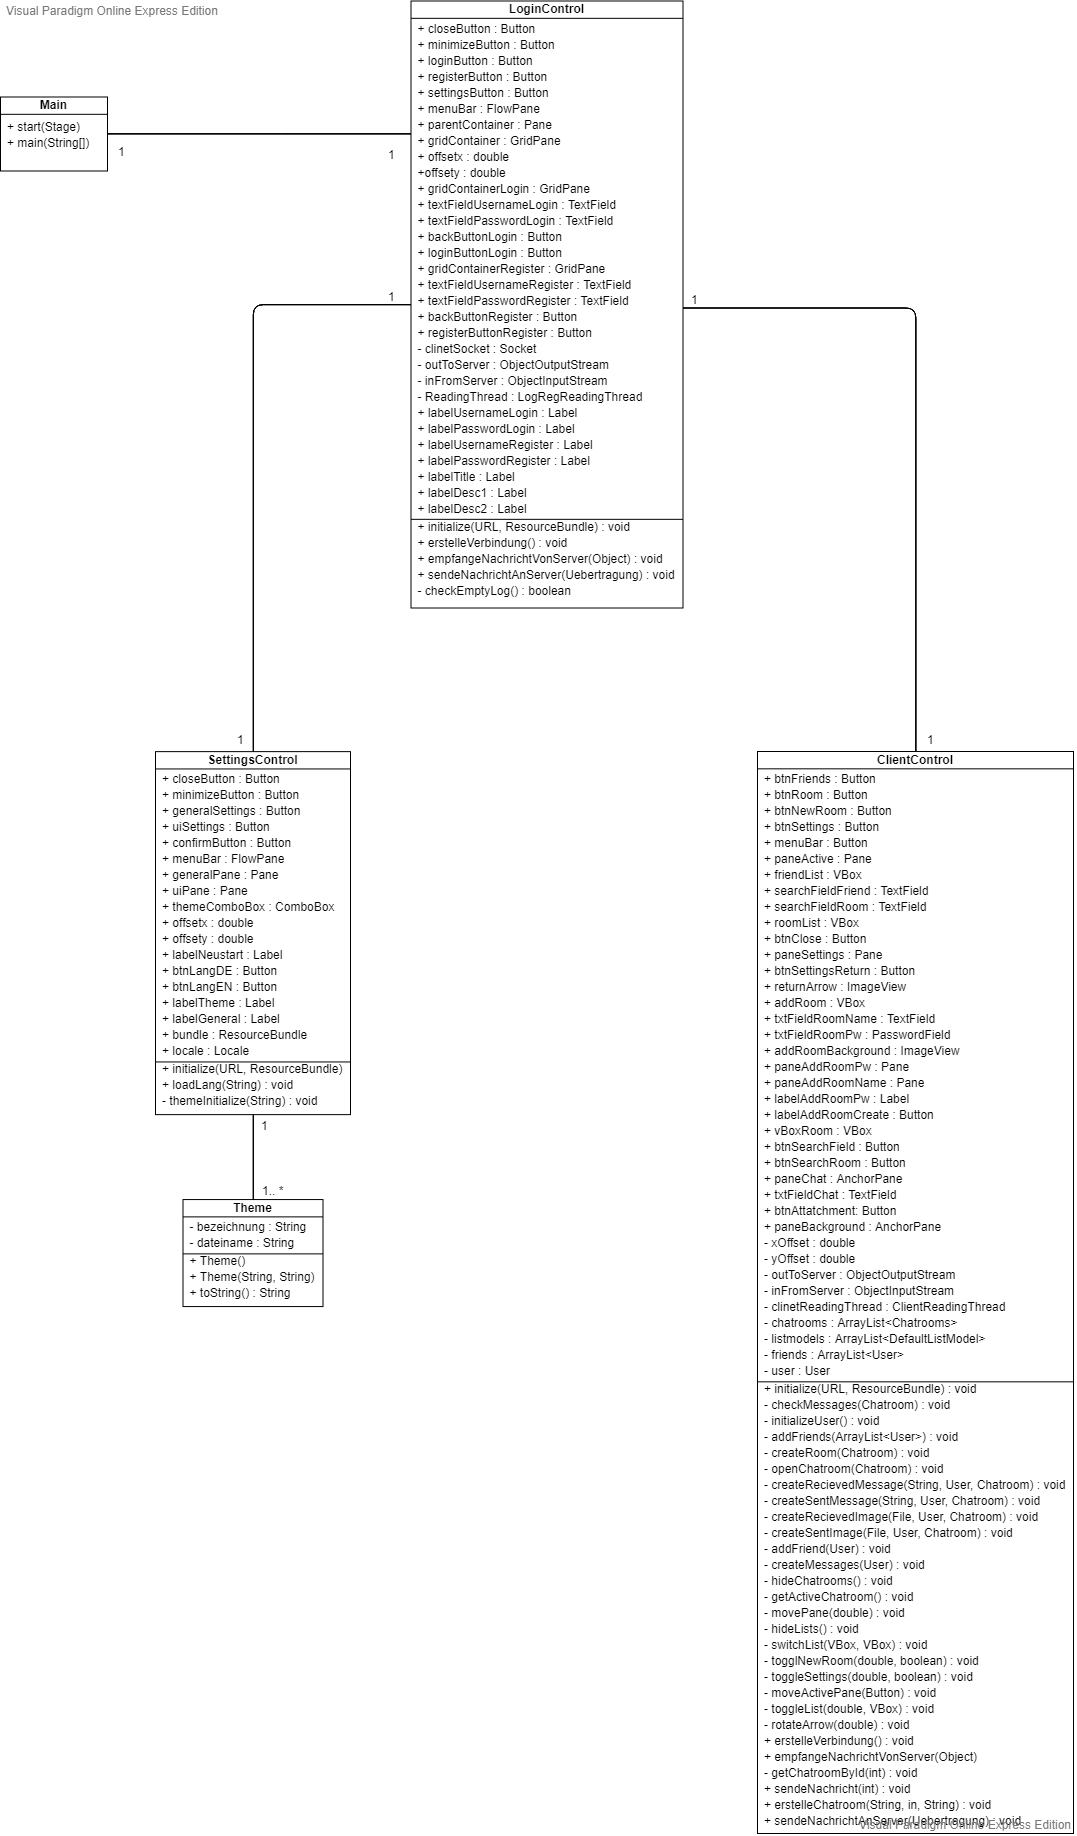 Visual Paradigm Online Express Edition
LoginControl
+ closeButton : Button
+ minimizeButton : Button
+ loginButton : Button
+ registerButton : Button
+ settingsButton : Button
+ menuBar : FlowPane
+ parentContainer : Pane
+ gridContainer : GridPane
+ offsetx : double
+offsety : double
+ gridContainerLogin : GridPane
+ textFieldUsernameLogin : TextField
+ textFieldPasswordLogin : TextField
+ backButtonLogin : Button
+ loginButtonLogin : Button
+ gridContainerRegister : GridPane
+ textFieldUsernameRegister : TextField
+ textFieldPasswordRegister : TextField
+ backButtonRegister : Button
+ registerButtonRegister : Button
- clinetSocket : Socket
- outToServer : ObjectOutputStream
- inFromServer : ObjectInputStream
- ReadingThread : LogRegReadingThread
+ labelUsernameLogin : Label
+ labelPasswordLogin : Label
+ labelUsernameRegister : Label
+ labelPasswordRegister : Label
+ labelTitle : Label
+ labelDesc1 : Label
+ labelDesc2 : Label
+ initialize(URL, ResourceBundle) : void
+ erstelleVerbindung() : void
+ empfangeNachrichtVonServer(Object) : void
+ sendeNachrichtAnServer(Uebertragung) : void
- checkEmptyLog() : boolean
Main
+ start(Stage)
+ main(String[])
1
1
1
1
1
1
SettingsControl
+ closeButton : Button
+ minimizeButton : Button
+ generalSettings : Button
+ uiSettings : Button
+ confirmButton : Button
+ menuBar : FlowPane
+ generalPane : Pane
+ uiPane : Pane
+ themeComboBox : ComboBox
+ offsetx : double
+ offsety : double
+ labelNeustart : Label
+ btnLangDE : Button
+ btnLangEN : Button
+ labelTheme : Label
+ labelGeneral : Label
+ bundle : ResourceBundle
+ locale : Locale
+ initialize(URL, ResourceBundle)
+ loadLang(String) : void
- themeInitialize(String) : void
1
1.. *
Theme
- bezeichnung : String
- dateiname : String
+ Theme()
+ Theme(String, String)
+ toString() : String
ClientControl
+ btnFriends : Button
+ btnRoom : Button
+ btnNewRoom : Button
+ btnSettings : Button
+ menuBar : Button
+ paneActive : Pane
+ friendList : VBox
+ searchFieldFriend : TextField
+ searchFieldRoom : TextField
+ roomList : VBox
+ btnClose : Button
+ paneSettings : Pane
+ btnSettingsReturn : Button
+ returnArrow : ImageView
+ addRoom : VBox
+ txtFieldRoomName : TextField
+ txtFieldRoomPw : PasswordField
+ addRoomBackground : ImageView
+ paneAddRoomPw : Pane
+ paneAddRoomName : Pane
+ labelAddRoomPw : Label
+ labelAddRoomCreate : Button
+ vBoxRoom : VBox
+ btnSearchField : Button
+ btnSearchRoom : Button
+ paneChat : AnchorPane
+ txtFieldChat : TextField
+ btnAttatchment: Button
+ paneBackground : AnchorPane
- xOffset : double
- yOffset : double
- outToServer : ObjectOutputStream
- inFromServer : ObjectInputStream
- clinetReadingThread : ClientReadingThread
- chatrooms : ArrayList<Chatrooms>
- listmodels : ArrayList<DefaultListModel>
- friends : ArrayList<User>
- user : User
+ initialize(URL, ResourceBundle) : void
- checkMessages(Chatroom) : void
- initializeUser() : void
- addFriends(ArrayList<User>) : void
- createRoom(Chatroom) : void
- openChatroom(Chatroom) : void
- createRecievedMessage(String, User, Chatroom) : void
- createSentMessage(String, User, Chatroom) : void
- createRecievedImage(File, User, Chatroom) : void
- createSentImage(File, User, Chatroom) : void
- addFriend(User) : void
- createMessages(User) : void
- hideChatrooms() : void
- getActiveChatroom() : void
- movePane(double) : void
- hideLists() : void
- switchList(VBox, VBox) : void
- togglNewRoom(double, boolean) : void
- toggleSettings(double, boolean) : void
- moveActivePane(Button) : void
- toggleList(double, VBox) : void
- rotateArrow(double) : void
+ erstelleVerbindung() : void
+ empfangeNachrichtVonServer(Object)
- getChatroomById(int) : void
+ sendeNachricht(int) : void
+ erstelleChatroom(String, in, String) : void
+ sendeNachrichtAnServer(Uebertragung) : void
Visual Paradigm Online Express Edition